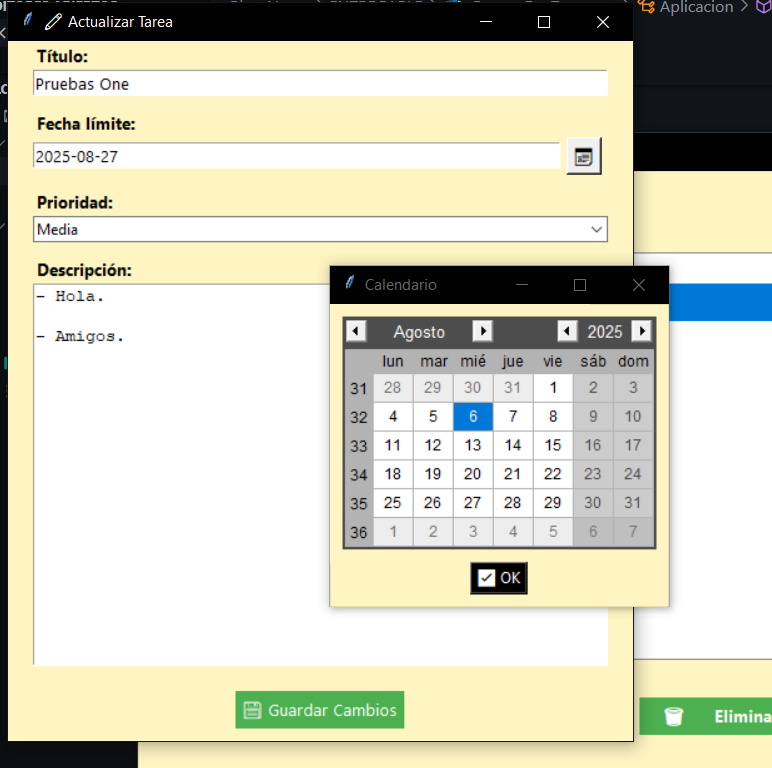 Aplicacion
Actualizar Tarea
Título:
Pruebas One
Fecha límite:
2025-08-27
Prioridad:
Media
Descripción:
- Hola.
- Amigos.
Calendario
Agosto 2025
lun mar mié jue vie sáb dom
31 28 29 30 31 1 2 3
32 4 5 6 7 8 9 10
33 11 12 13 14 15 16 17
34 18 19 20 21 22 23 24
35 25 26 27 28 29 30 31
36 1 2 3 4 5 6 7
OK
Guardar Cambios
Elimina